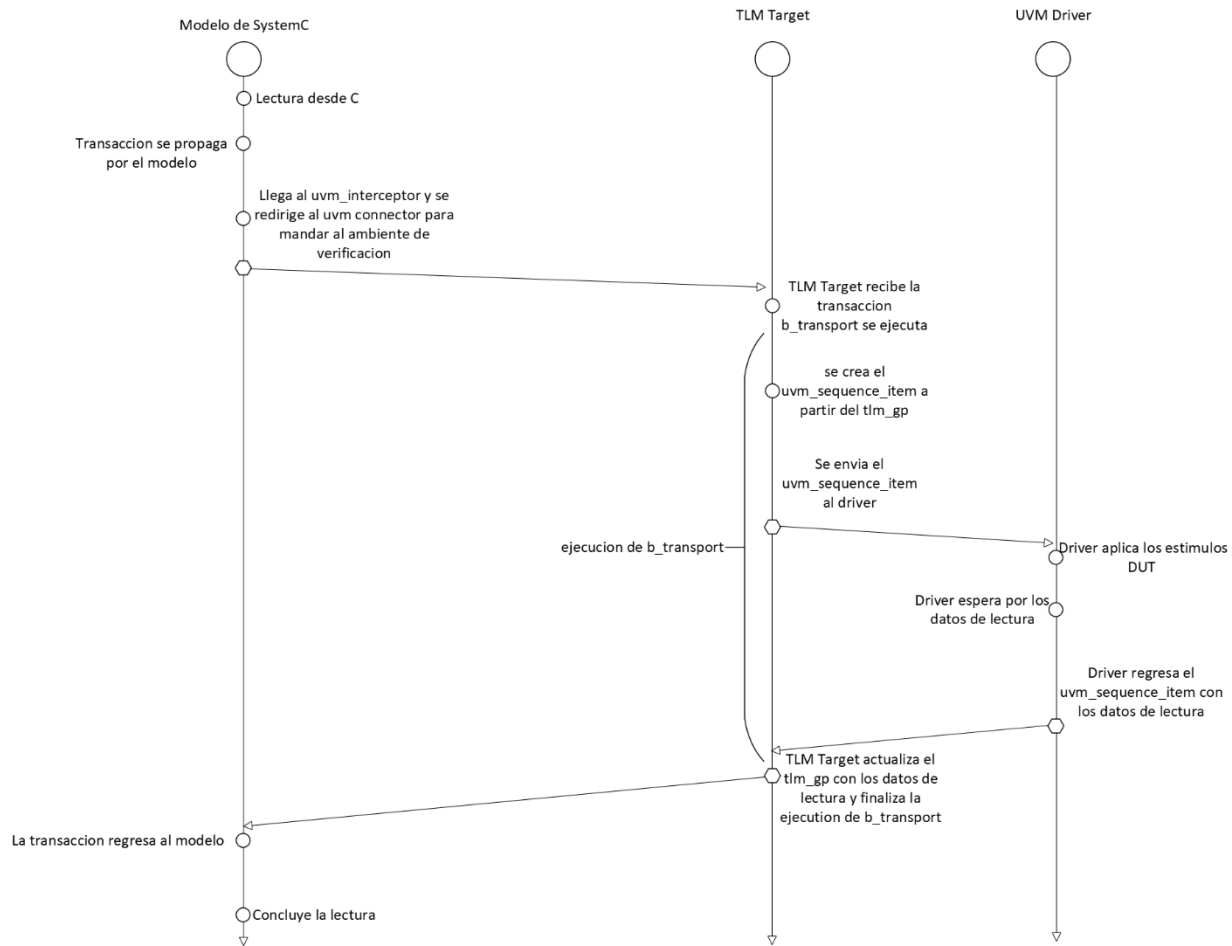 Modelo de SystemC
TLM Target
UVM Driver
Lectura desde C
Transaccion se propaga
por el modelo
Llega al uvm_interceptor y se
redirige al uvm connector para
mandar al ambiente de
verificacion
TLM Target recibe la
transaccion
b_transport se ejecuta
se crea el
uvm_sequence_item a
partir del tlm_gp
Se envia el
uvm_sequence_item
al driver
ejecucion de b_transport
Driver aplica los estimulos
DUT
Driver espera por los
datos de lectura
Driver regresa el
uvm_sequence_item con
los datos de lectura
TLM Target actualiza el
tlm_gp con los datos de
lectura y finaliza la
ejecution de b_transport
La transaccion regresa al modelo
Concluye la lectura